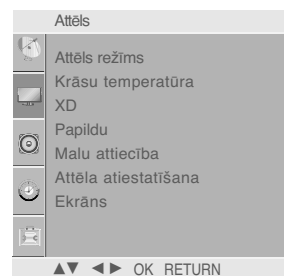 Attēls
Attēls režīms
Krāsu temperatūra
XD
Papildu
Malu attiecība
Attēla atiestatīšana
Ekrāns
▲▼ ◄► OK RETURN